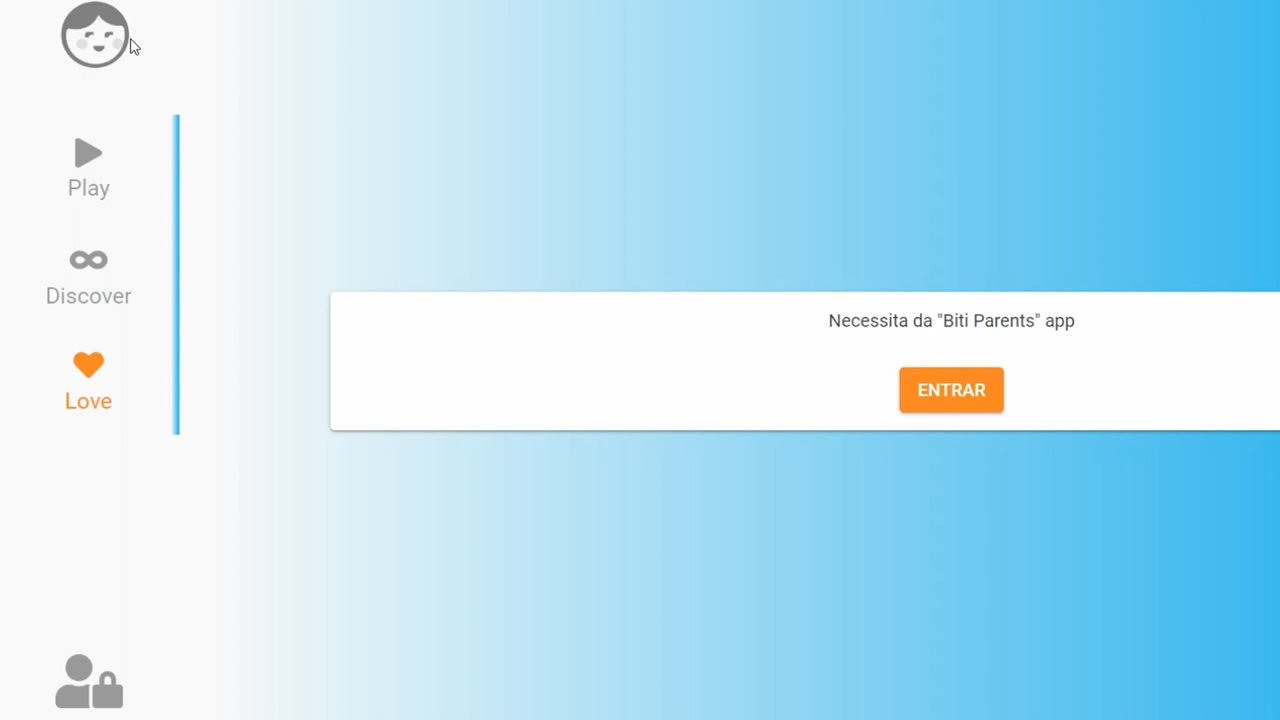 Play
Discover
Love
Necessita da "Biti Parents" app
ENTRAR